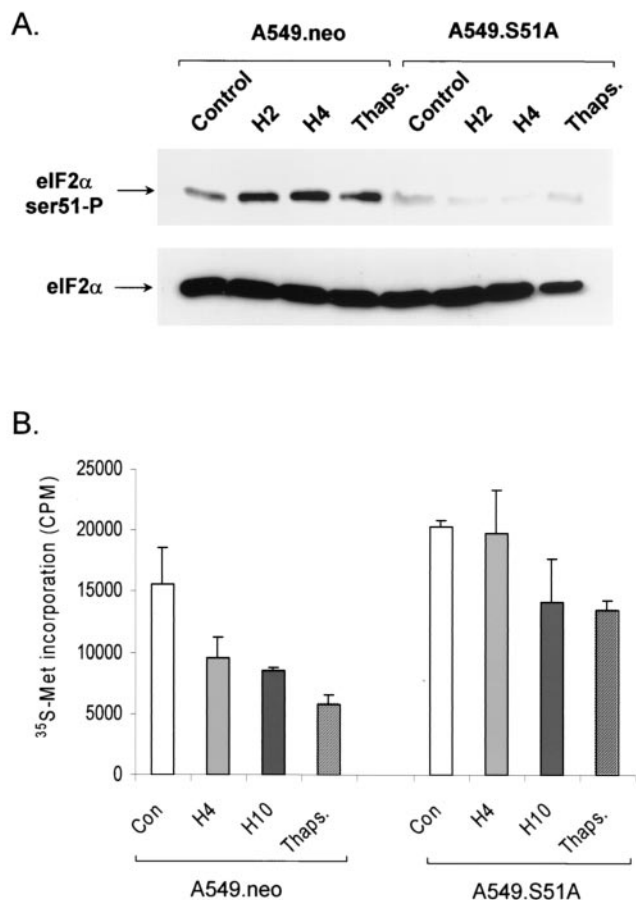 A.
A549.neo A549.S51A
Control H2 H4 Thaps. Control H2 H4 Thaps.
eIF2α
ser51-P
eIF2α
B.
³⁵S-Met incorporation (CPM)
25000
20000
15000
10000
5000
0
Con H4 H10 Thaps. Con H4 H10 Thaps.
A549.neo A549.S51A